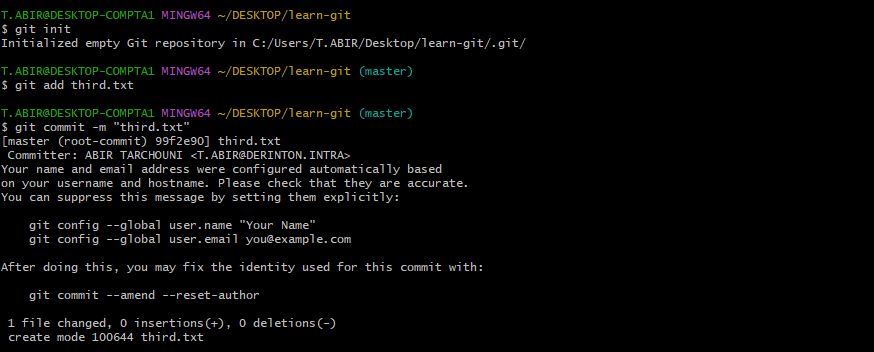 T.ABIR@DESKTOP-COMPTA1 MINGW64 ~/DESKTOP/learn-git
$ git init
Initialized empty Git repository in C:/Users/T.ABIR/Desktop/learn-git/.git/

T.ABIR@DESKTOP-COMPTA1 MINGW64 ~/DESKTOP/learn-git (master)
$ git add third.txt

T.ABIR@DESKTOP-COMPTA1 MINGW64 ~/DESKTOP/learn-git (master)
$ git commit -m "third.txt"
[master (root-commit) 99f2e90] third.txt
 Committer: ABIR TARCHOUNI <T.ABIR@DERINTON.INTRA>
Your name and email address were configured automatically based
on your username and hostname. Please check that they are accurate.
You can suppress this message by setting them explicitly:

    git config --global user.name "Your Name"
    git config --global user.email you@example.com

After doing this, you may fix the identity used for this commit with:

    git commit --amend --reset-author

 1 file changed, 0 insertions(+), 0 deletions(-)
 create mode 100644 third.txt